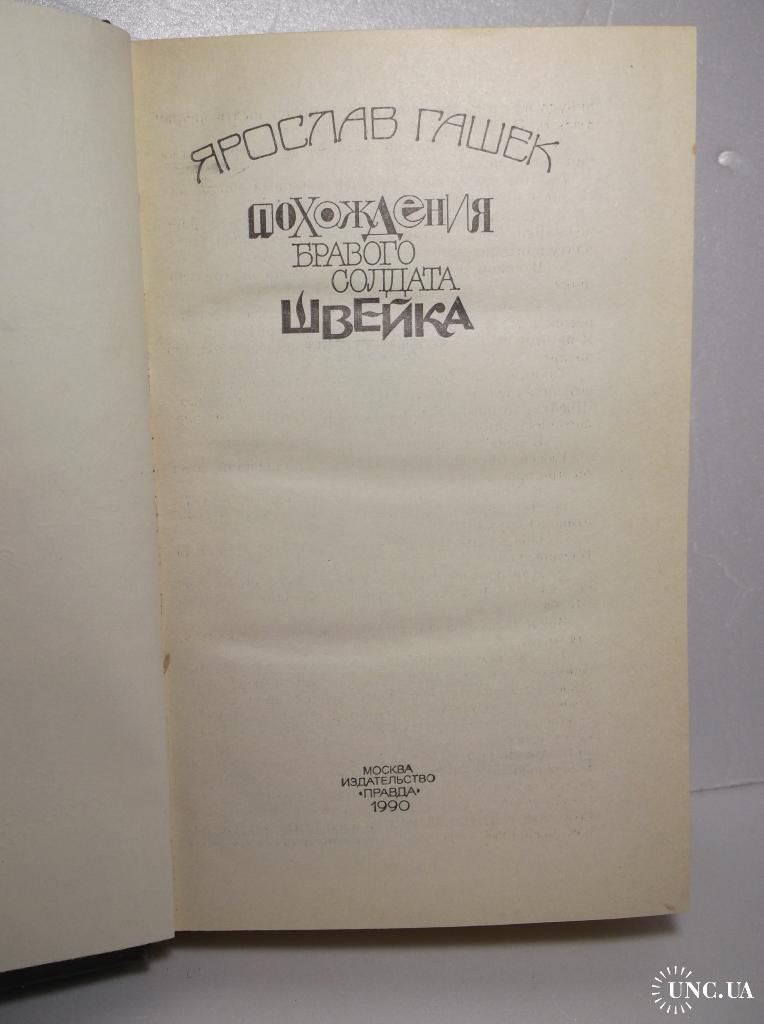 ЯРОСЛАВ ГАШЕК
ПОХОЖДЕНИЯ
БРАВОГО
СОЛДАТА
ШВЕЙКА
МОСКВА
ИЗДАТЕЛЬСТВО
«ПРАВДА»
1990
UNC.UA